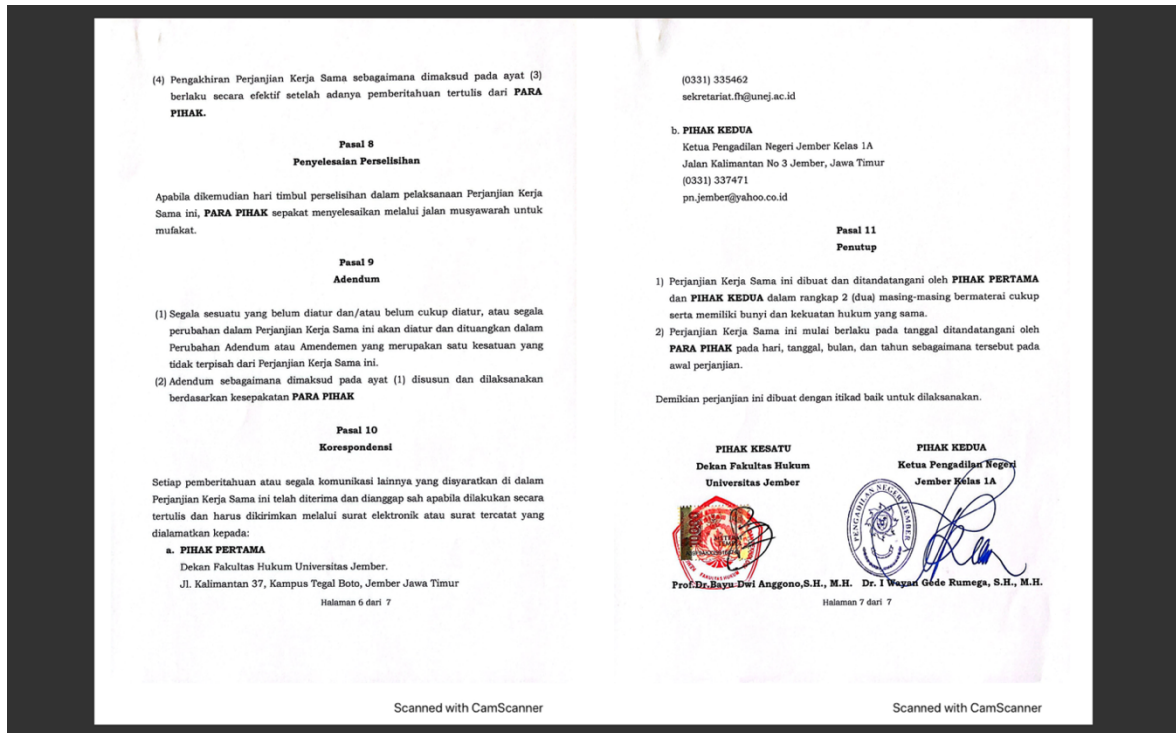 (4) Pengakhiran Perjanjian Kerja Sama sebagaimana dimaksud pada ayat (3)
berlaku secara efektif setelah adanya pemberitahuan tertulis dari PARA
PIHAK.
Pasal 8
Penyelesaian Perselisihan
Apabila dikemudian hari timbul perselisihan dalam pelaksanaan Perjanjian Kerja
Sama ini, PARA PIHAK sepakat menyelesaikan melalui jalan musyawarah untuk
mufakat.
Pasal 9
Adendum
(1) Segala sesuatu yang belum diatur dan/atau belum cukup diatur, atau segala
perubahan dalam Perjanjian Kerja Sama ini akan diatur dan dituangkan dalam
Perubahan Adendum atau Amendemen yang merupakan satu kesatuan yang
tidak terpisah dari Perjanjian Kerja Sama ini.
(2) Adendum sebagaimana dimaksud pada ayat (1) disusun dan dilaksanakan
berdasarkan kesepakatan PARA PIHAK
Pasal 10
Korespondensi
Setiap pemberitahuan atau segala komunikasi lainnya yang disyaratkan di dalam
Perjanjian Kerja Sama ini telah diterima dan dianggap sah apabila dilakukan secara
tertulis dan harus dikirimkan melalui surat elektronik atau surat tercatat yang
dialamatkan kepada:
a. PIHAK PERTAMA
Dekan Fakultas Hukum Universitas Jember.
Jl. Kalimantan 37, Kampus Tegal Boto, Jember Jawa Timur
Halaman 6 dari 7
Scanned with CamScanner
(0331) 335462
sekretariat.fh@unej.ac.id
b. PIHAK KEDUA
Ketua Pengadilan Negeri Jember Kelas 1A
Jalan Kalimantan No 3 Jember, Jawa Timur
(0331) 337471
pn.jember@yahoo.co.id
Pasal 11
Penutup
1) Perjanjian Kerja Sama ini dibuat dan ditandatangani oleh PIHAK PERTAMA
dan PIHAK KEDUA dalam rangkap 2 (dua) masing-masing bermaterai cukup
serta memiliki bunyi dan kekuatan hukum yang sama.
2) Perjanjian Kerja Sama ini mulai berlaku pada tanggal ditandatangani oleh
PARA PIHAK pada hari, tanggal, bulan, dan tahun sebagaimana tersebut pada
awal perjanjian.
Demikian perjanjian ini dibuat dengan itikad baik untuk dilaksanakan.
PIHAK KESATU
Dekan Fakultas Hukum
Universitas Jember
PIHAK KEDUA
Ketua Pengadilan Negeri
Jember Kelas 1A
10000
PENGADILAN NEGERI JEMBER
FAKULTAS HUKUM
Prof.Dr.Bayu Dwi Anggono,S.H., M.H.
Dr. I Wayan Gede Rumega, S.H., M.H.
Halaman 7 dari 7
Scanned with CamScanner